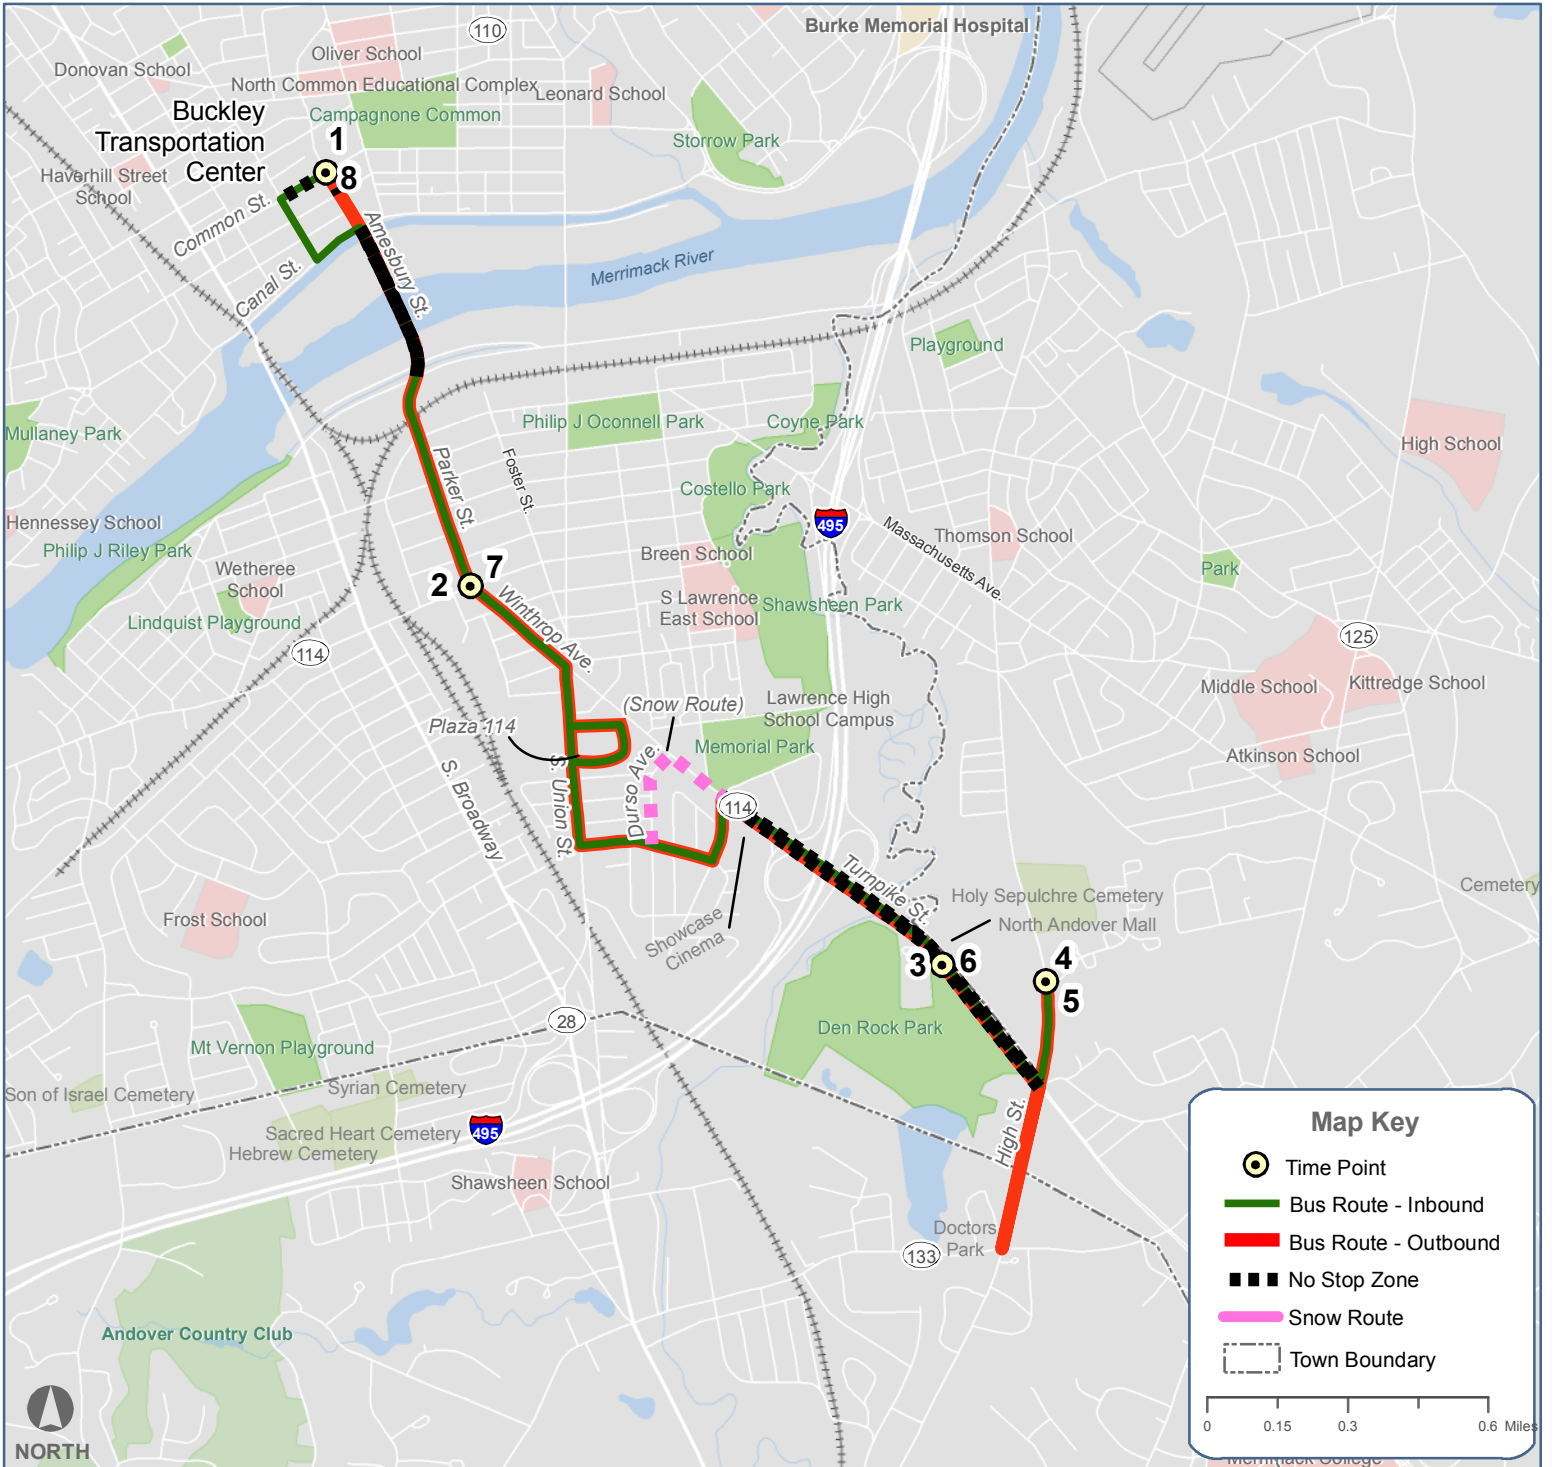 Burke Memorial Hospital
110
Oliver School
Donovan School
North Common Educational Complex
Leonard School
Buckley
Transportation
Center
Campagnone Common
1
8
Storrow Park
Haverhill Street
School
Common St.
Canal St.
Amesbury St.
Merrimack River
Playground
Mullaney Park
Philip J Oconnell Park
Coyne Park
High School
Parker St.
Foster St.
Costello Park
495
Massachusetts Ave.
Hennessey School
Philip J Riley Park
Thomson School
Breen School
Wetheree
School
Park
2
7
Winthrop Ave.
S Lawrence
East School
Shawsheen Park
Lindquist Playground
114
125
Middle School
Kittredge School
(Snow Route)
Lawrence High
School Campus
Plaza 114
Memorial Park
Atkinson School
S. Broadway
S. Union St.
Durso Ave.
114
Turnpike St.
Holy Sepulchre Cemetery
North Andover Mall
Cemetery
Frost School
Showcase
Cinema
3
6
4
5
28
Den Rock Park
Mt Vernon Playground
Son of Israel Cemetery
Syrian Cemetery
Sacred Heart Cemetery
495
Hebrew Cemetery
High St.
Shawsheen School
Doctors
Park
133
Andover Country Club
NORTH
Map Key
Time Point
Bus Route - Inbound
Bus Route - Outbound
No Stop Zone
Snow Route
Town Boundary
0 0.15 0.3 0.6 Miles
Merrimack College